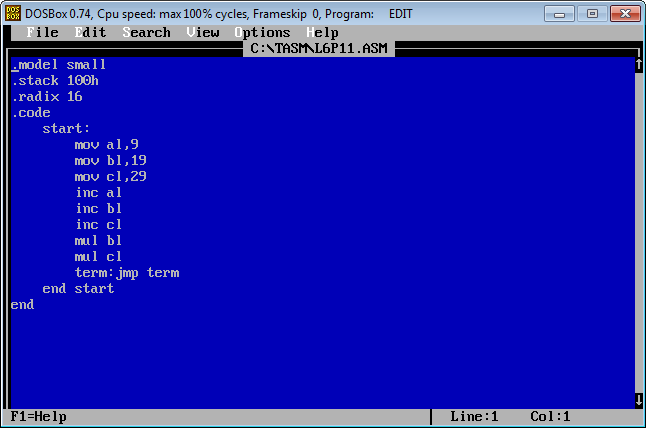 DOSBox 0.74, Cpu speed: max 100% cycles, Frameskip 0, Program: EDIT
File Edit Search View Options Help
C:\TASM\L6P11.ASM
.model small
.stack 100h
.radix 16
.code
start:
mov al,9
mov bl,19
mov cl,29
inc al
inc bl
inc cl
mul bl
mul cl
term:jmp term
end start
end
F1=Help Line:1 Col:1